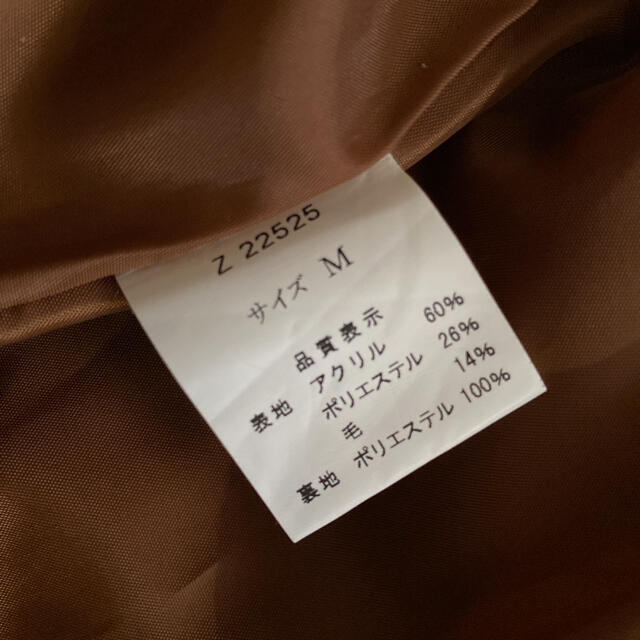 Z 22525
サイズ M
品質表示
表地 アクリル 60%
ポリエステル 26%
毛 14%
裏地 ポリエステル 100%